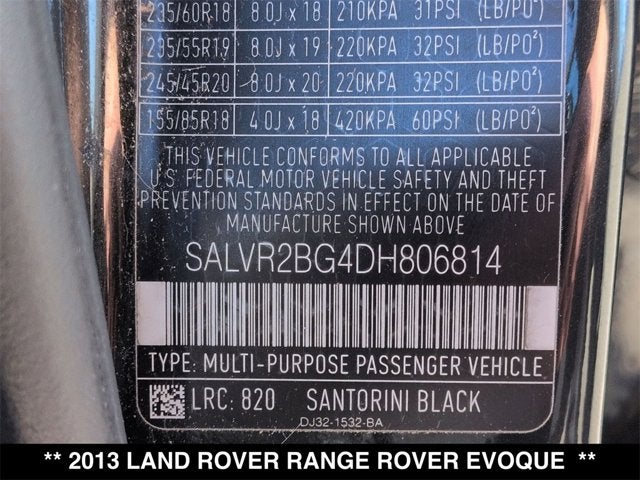 235/60R18 8.0J x 18 210KPA 31PSI (LB/PO²)
235/55R19 8.0J x 19 220KPA 32PSI (LB/PO²)
245/45R20 8.0J x 20 220KPA 32PSI (LB/PO²)
155/85R18 4.0J x 18 420KPA 60PSI (LB/PO²)
THIS VEHICLE CONFORMS TO ALL APPLICABLE
U.S. FEDERAL MOTOR VEHICLE SAFETY AND THEFT
PREVENTION STANDARDS IN EFFECT ON THE DATE OF
MANUFACTURE SHOWN ABOVE
SALVR2BG4DH806814
TYPE: MULTI-PURPOSE PASSENGER VEHICLE
LRC: 820 SANTORINI BLACK
DJ32-1532-BA
** 2013 LAND ROVER RANGE ROVER EVOQUE **